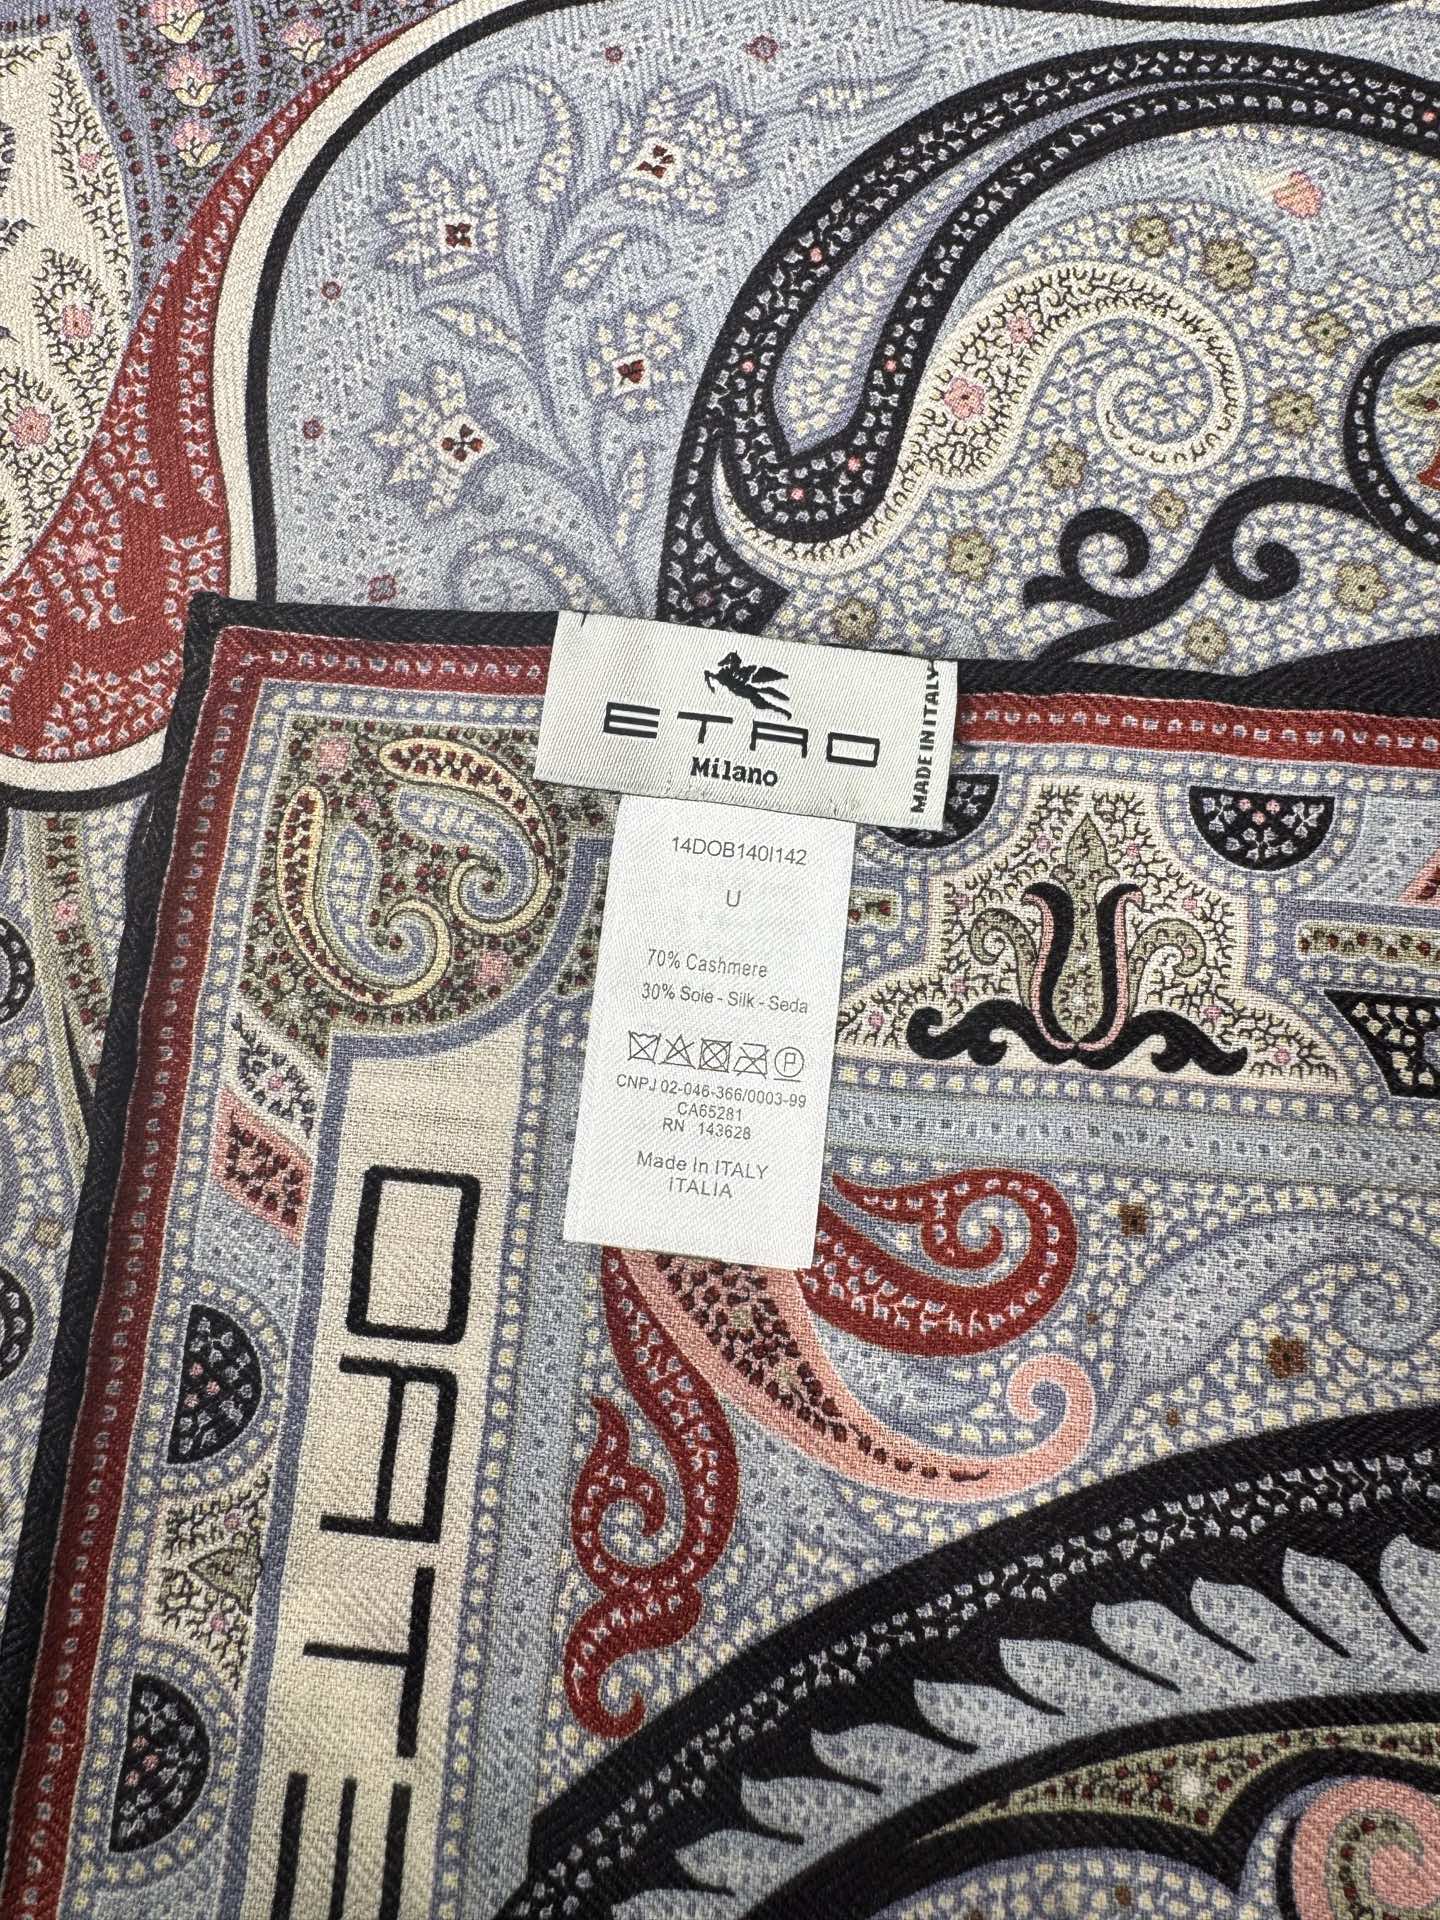 ETRO
Milano
MADE IN ITALY
14DOB140I142
U
70% Cashmere
30% Soie - Silk - Seda
P
CNPJ 02-046-366/0003-99
CA65281
RN 143628
Made In ITALY
ITALIA
ETRO